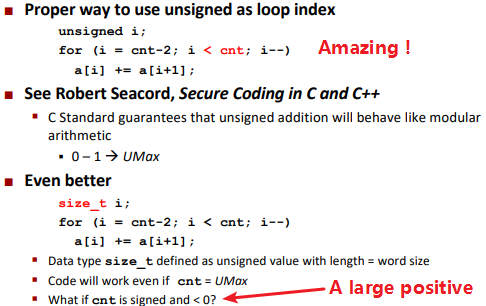 Proper way to use unsigned as loop index
unsigned i;
for (i = cnt-2; i < cnt; i--)
Amazing !
a[i] += a[i+1];
See Robert Seacord, Secure Coding in C and C++
C Standard guarantees that unsigned addition will behave like modular
arithmetic
0 – 1 → UMax
Even better
size_t i;
for (i = cnt-2; i < cnt; i--)
a[i] += a[i+1];
Data type size_t defined as unsigned value with length = word size
Code will work even if cnt = UMax
What if cnt is signed and < 0?
A large positive